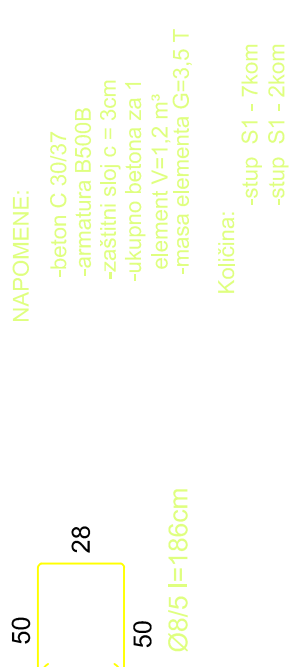 NAPOMENE:
-beton C 30/37
-armatura B500B
-zaštitni sloj c = 3cm
-ukupno betona za 1
element V=1,2 m³
-masa elementa G=3,5 T
Količina:
-stup S1 - 7kom
-stup S1 - 2kom
50
28
50
Ø8/5 l=186cm